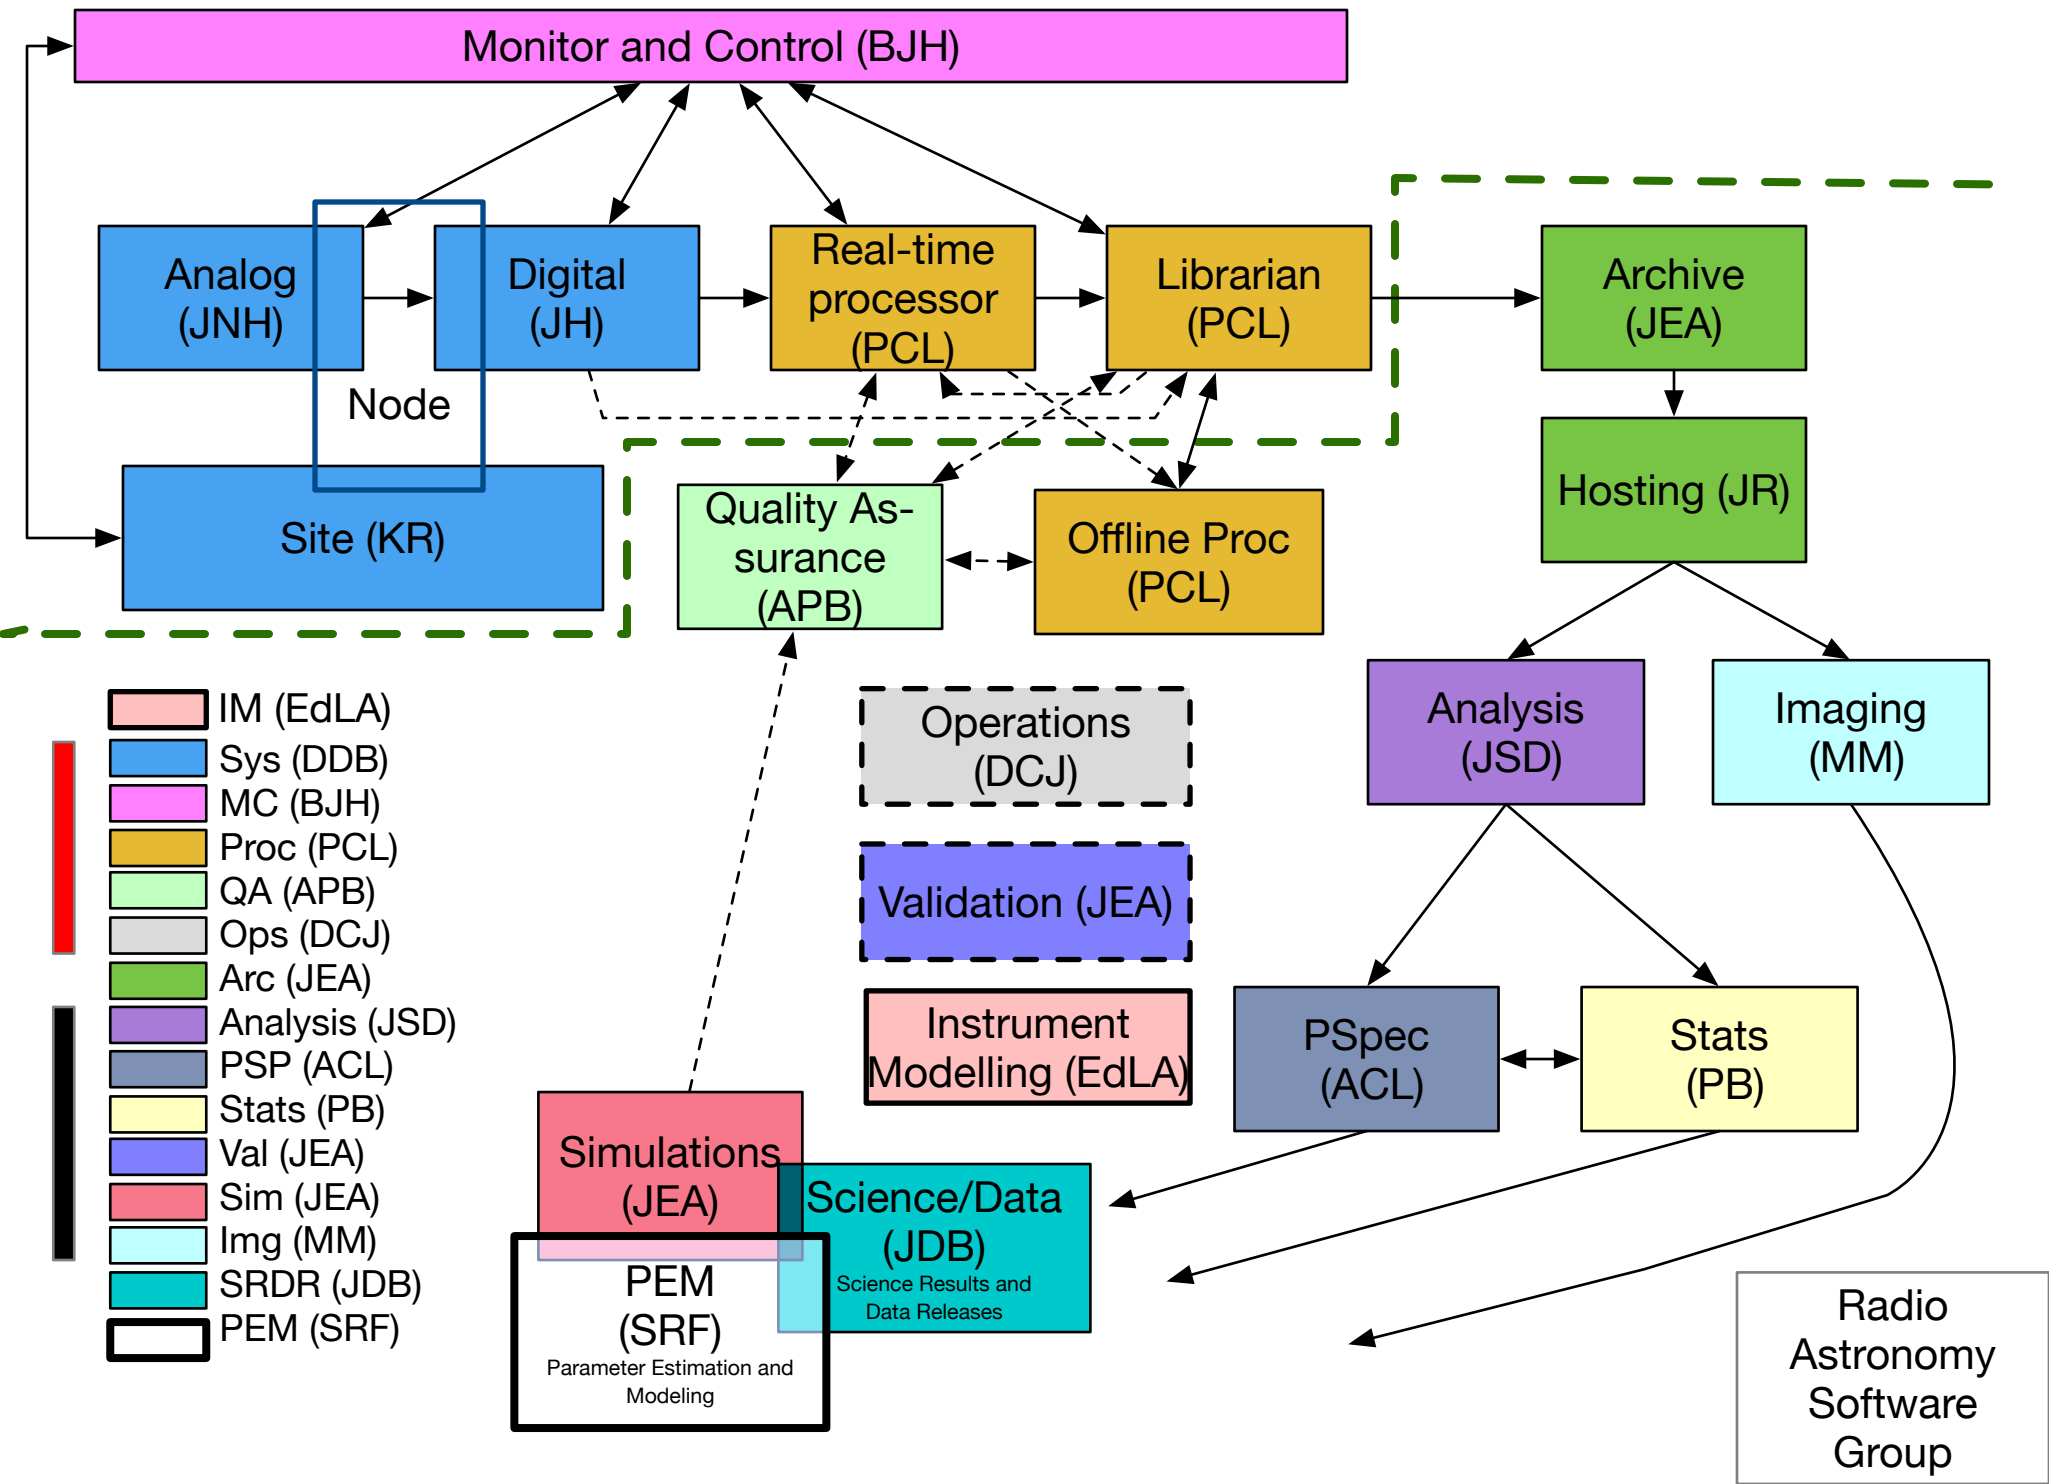 Monitor and Control (BJH)
Analog
(JNH)
Digital
(JH)
Real-time
processor
(PCL)
Librarian
(PCL)
Archive
(JEA)
Node
Site (KR)
Quality As-
surance
(APB)
Offline Proc
(PCL)
Hosting (JR)
Operations
(DCJ)
Analysis
(JSD)
Imaging
(MM)
Validation (JEA)
Instrument
Modelling (EdLA)
PSpec
(ACL)
Stats
(PB)
IM (EdLA)
Sys (DDB)
MC (BJH)
Proc (PCL)
QA (APB)
Ops (DCJ)
Arc (JEA)
Analysis (JSD)
PSP (ACL)
Stats (PB)
Val (JEA)
Sim (JEA)
Img (MM)
SRDR (JDB)
PEM (SRF)
Simulations
(JEA)
Science/Data
(JDB)
Science Results and
Data Releases
PEM
(SRF)
Parameter Estimation and
Modeling
Radio
Astronomy
Software
Group